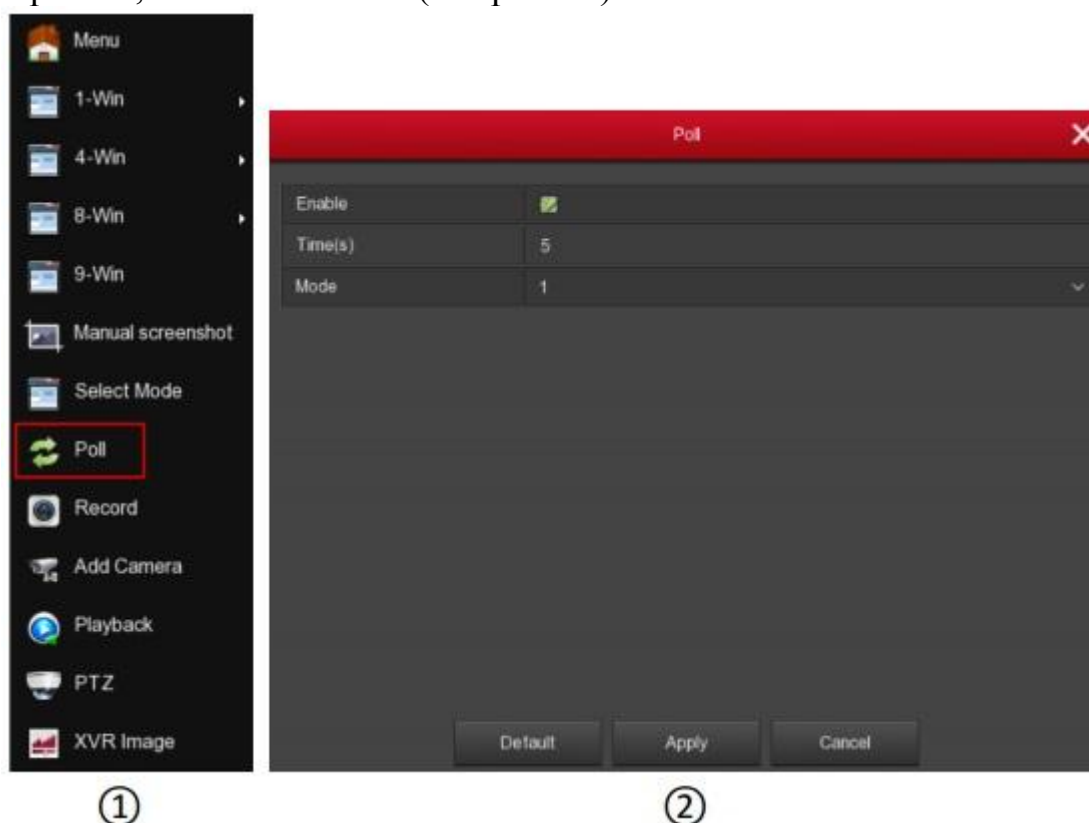 Menu
1-Win
4-Win
8-Win
9-Win
Manual screenshot
Select Mode
Poll
Record
Add Camera
Playback
PTZ
XVR Image
①
Poll
Enable
Time(s) 5
Mode 1
Default Apply Cancel
②